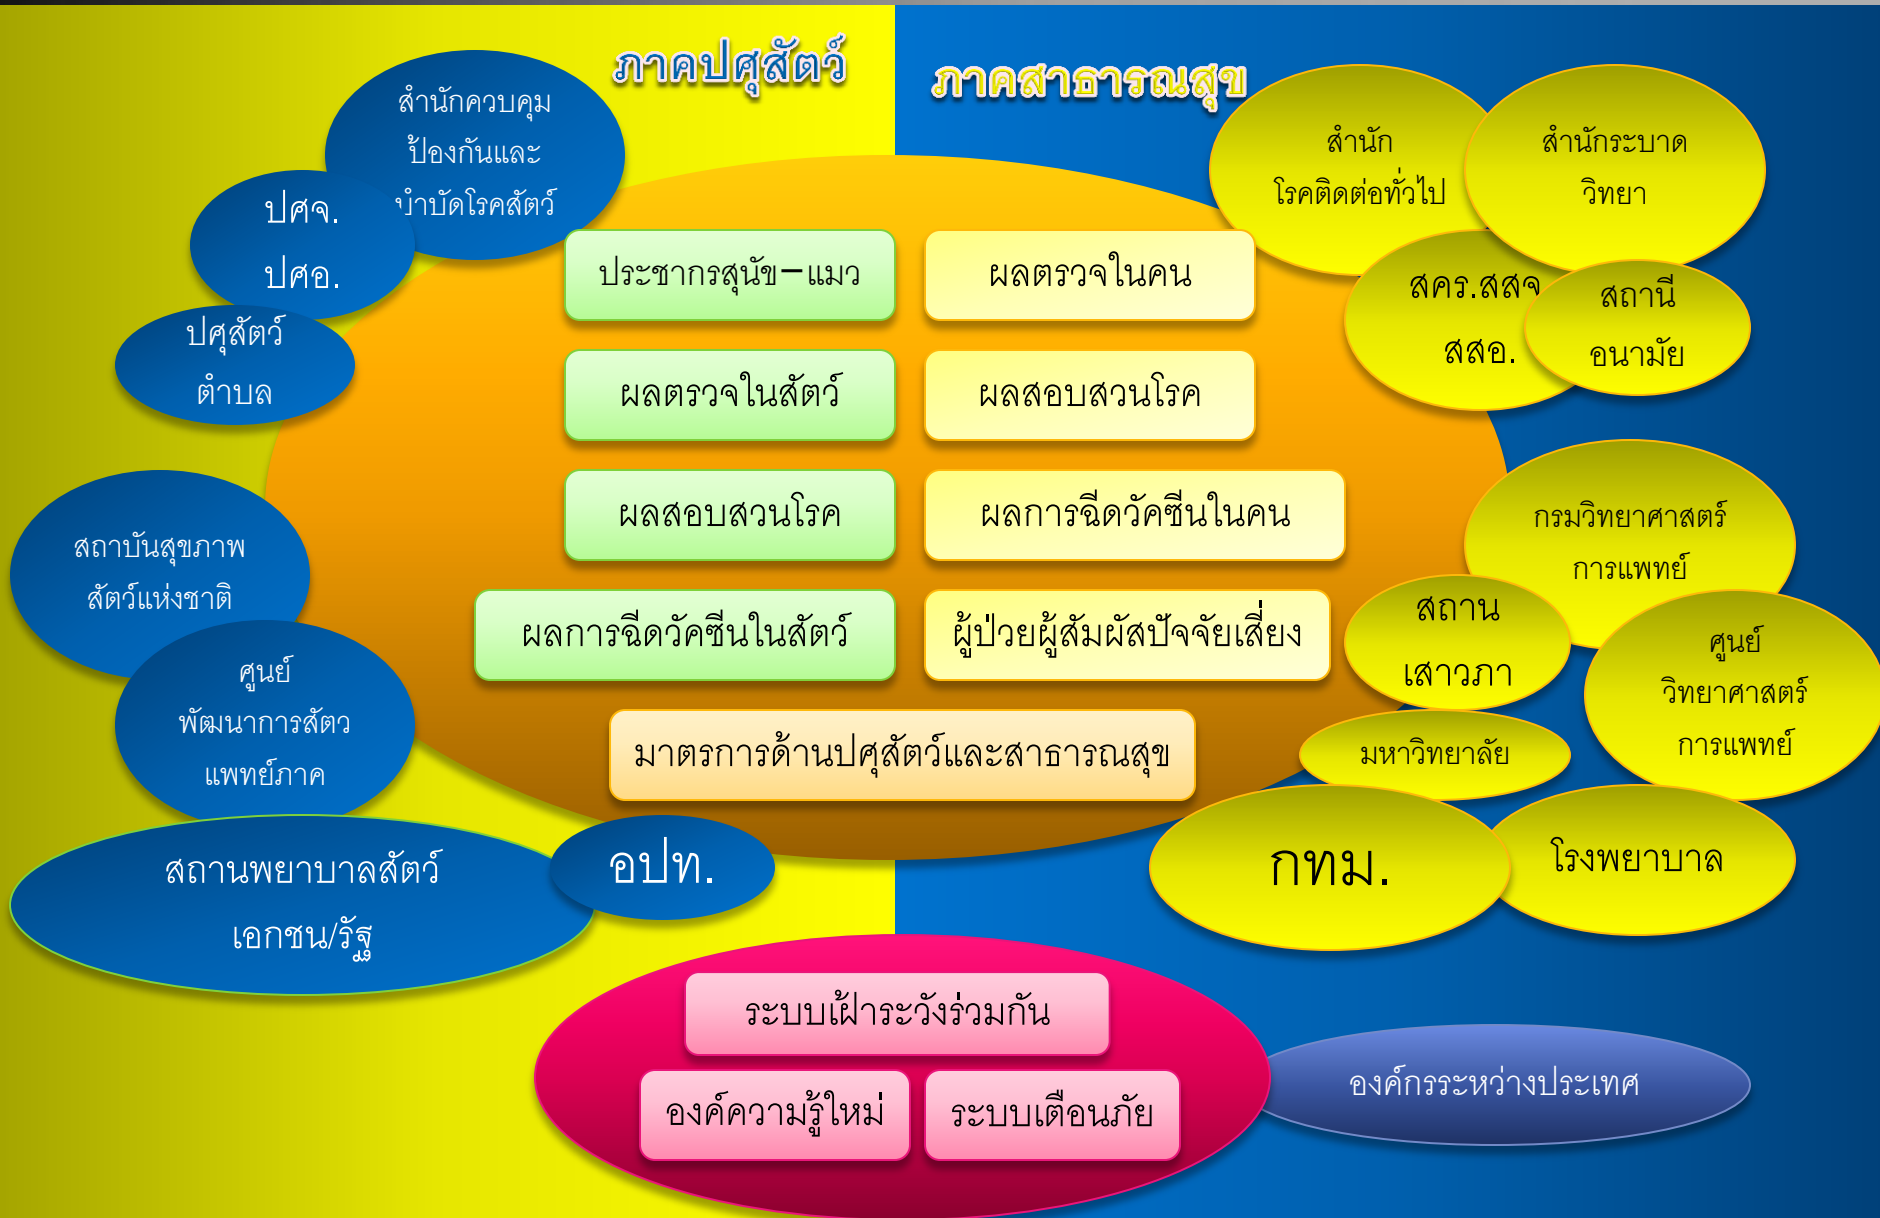 ภาคปศุสัตว์
ภาคสาธารณสุข
สำนักควบคุม
ป้องกันและ
บำบัดโรคสัตว์
ปศจ.
ปศอ.
ปศุสัตว์
ตำบล
สถาบันสุขภาพ
สัตว์แห่งชาติ
ศูนย์
พัฒนาการสัตว
แพทย์ภาค
สถานพยาบาลสัตว์
เอกชน/รัฐ
อปท.
ประชากรสุนัข-แมว
ผลตรวจในสัตว์
ผลสอบสวนโรค
ผลการฉีดวัคซีนในสัตว์
ผลตรวจในคน
ผลสอบสวนโรค
ผลการฉีดวัคซีนในคน
ผู้ป่วยผู้สัมผัสปัจจัยเสี่ยง
มาตรการด้านปศุสัตว์และสาธารณสุข
สำนัก
โรคติดต่อทั่วไป
สำนักระบาด
วิทยา
สคร.สสจ
สสอ.
สถานี
อนามัย
กรมวิทยาศาสตร์
การแพทย์
สถาน
เสาวภา
ศูนย์
วิทยาศาสตร์
การแพทย์
มหาวิทยาลัย
กทม.
โรงพยาบาล
ระบบเฝ้าระวังร่วมกัน
องค์ความรู้ใหม่
ระบบเตือนภัย
องค์กรระหว่างประเทศ